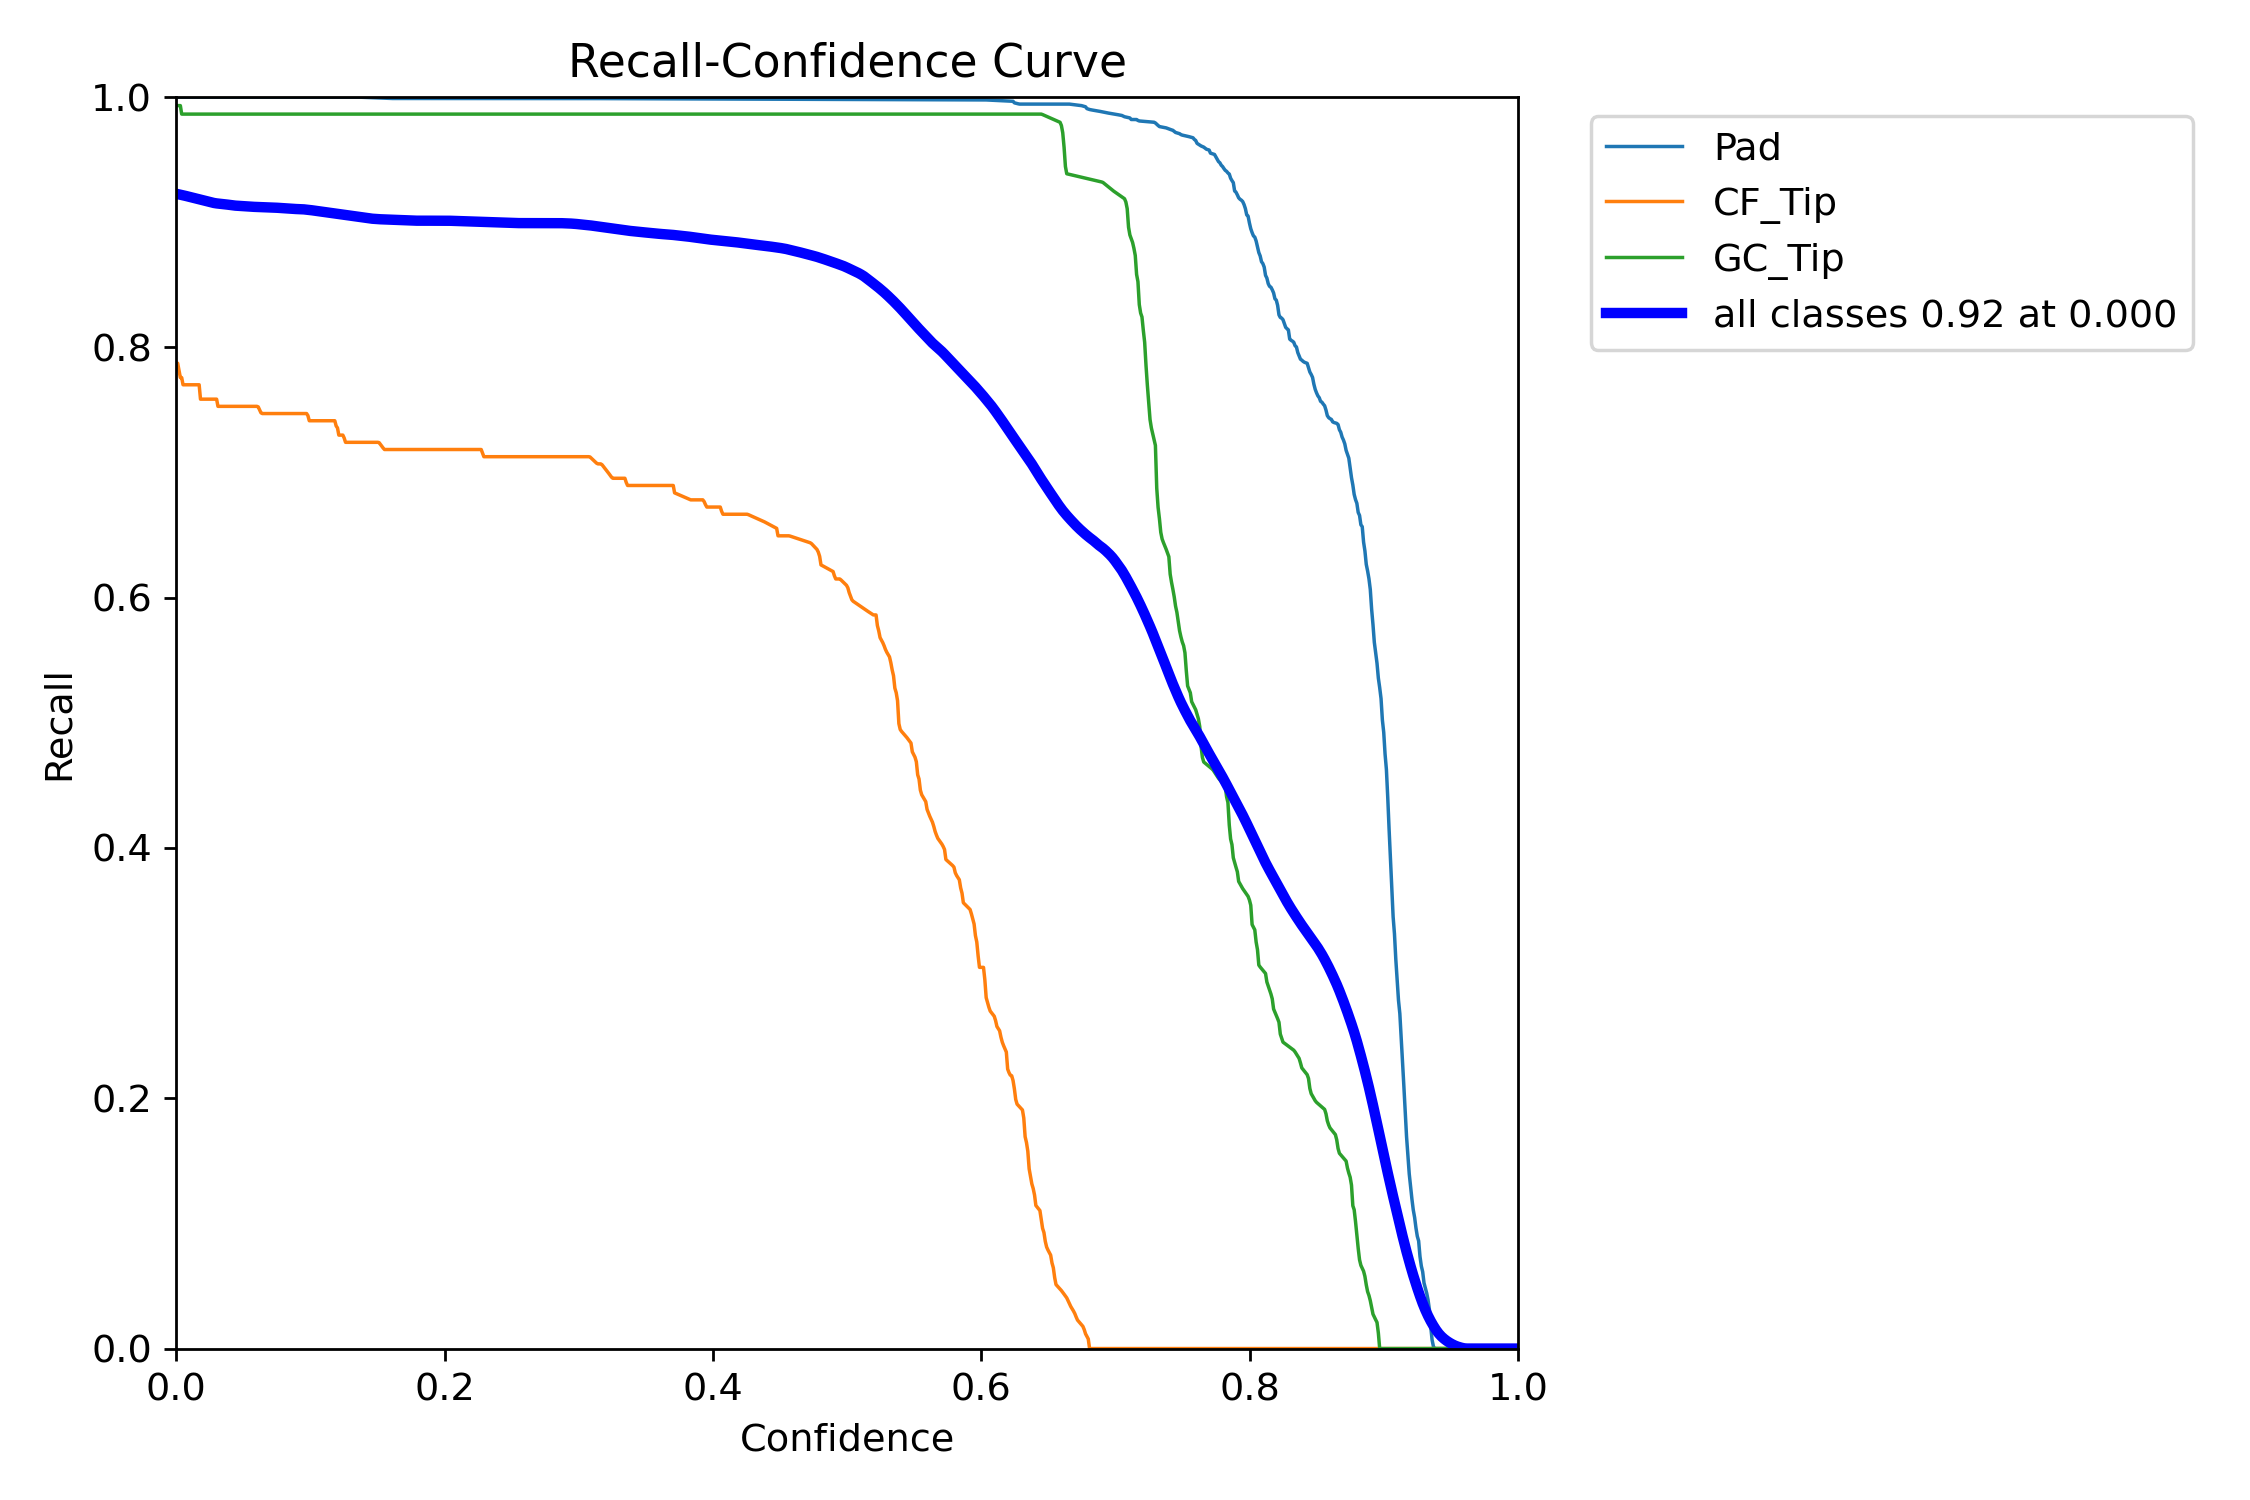 Recall-Confidence Curve
1.0
0.8
0.6
0.4
0.2
0.0
Recall
0.0 0.2 0.4 0.6 0.8 1.0
Confidence
Pad
CF_Tip
GC_Tip
all classes 0.92 at 0.000